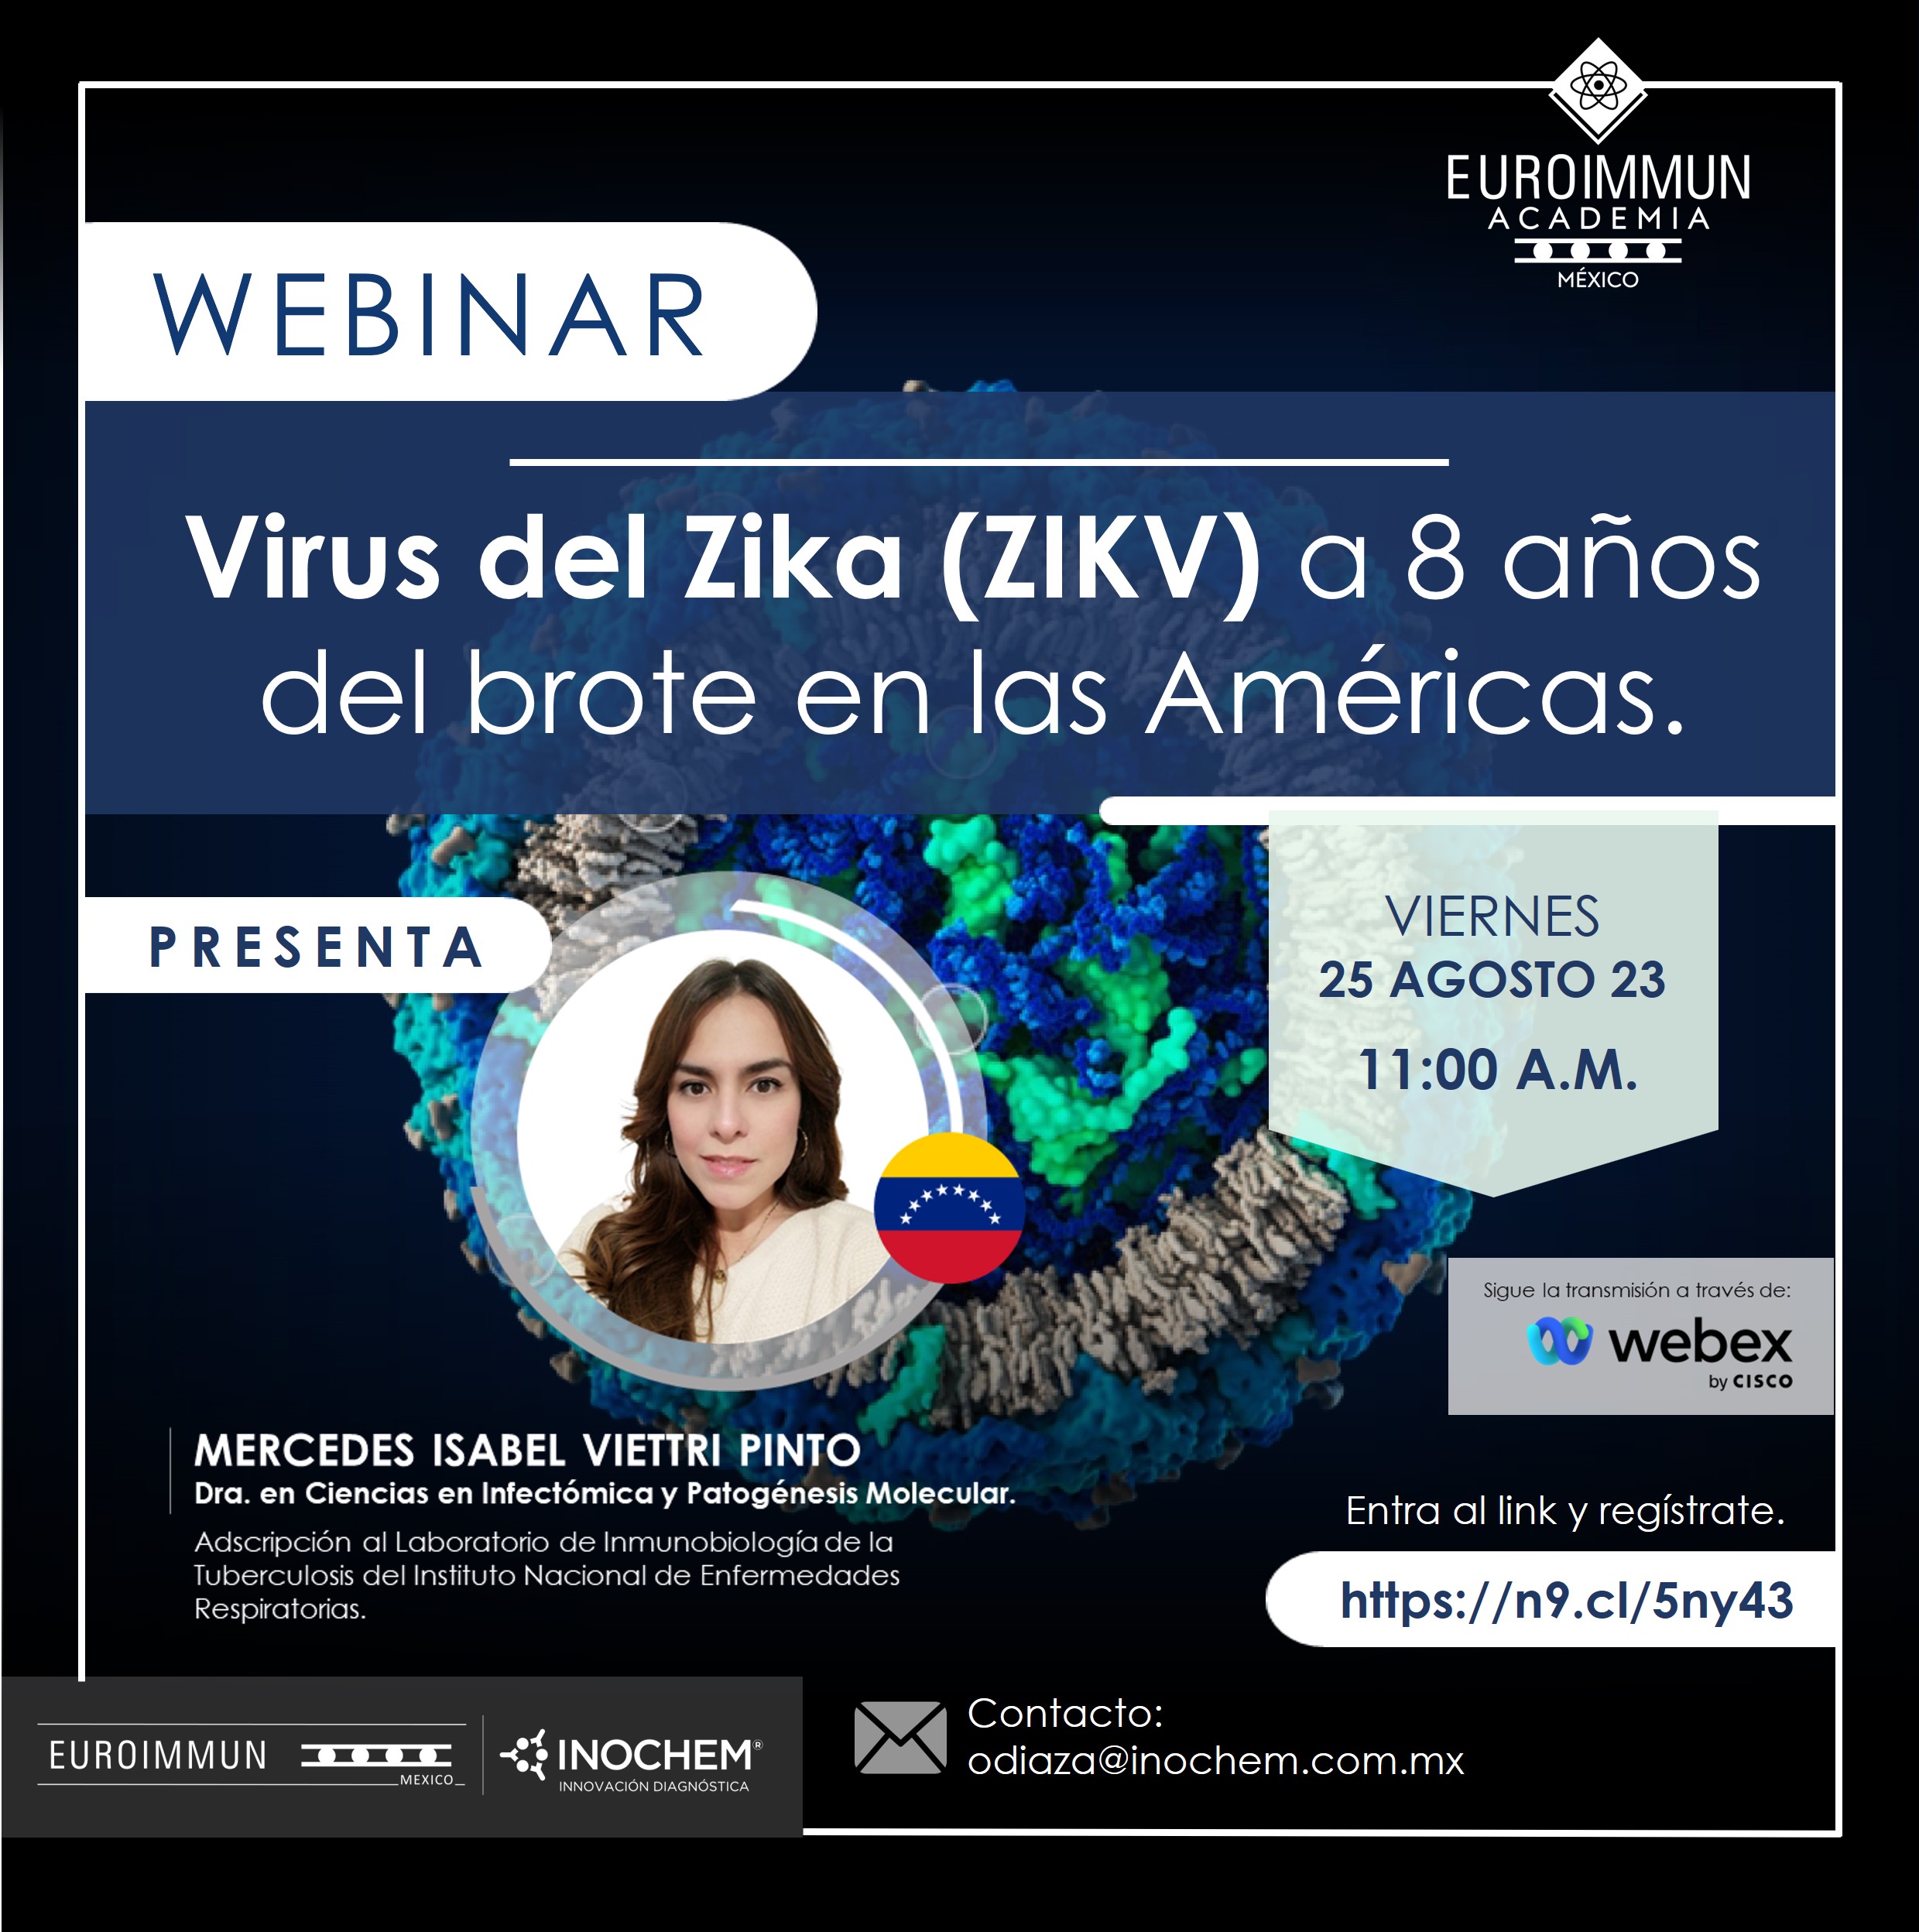 EUROIMMUN
ACADEMIA
MÉXICO
WEBINAR
Virus del Zika (ZIKV) a 8 años
del brote en las Américas.
PRESENTA
VIERNES
25 AGOSTO 23
11:00 A.M.
Sigue la transmisión a través de:
webex
by CISCO
MERCEDES ISABEL VIETTRI PINTO
Dra. en Ciencias en Infectómica y Patogénesis Molecular.
Adscripción al Laboratorio de Inmunobiología de la
Tuberculosis del Instituto Nacional de Enfermedades
Respiratorias.
Entra al link y regístrate.
https://n9.cl/5ny43
EUROIMMUN
MEXICO
INOCHEM®
INNOVACIÓN DIAGNÓSTICA
Contacto:
odiaza@inochem.com.mx